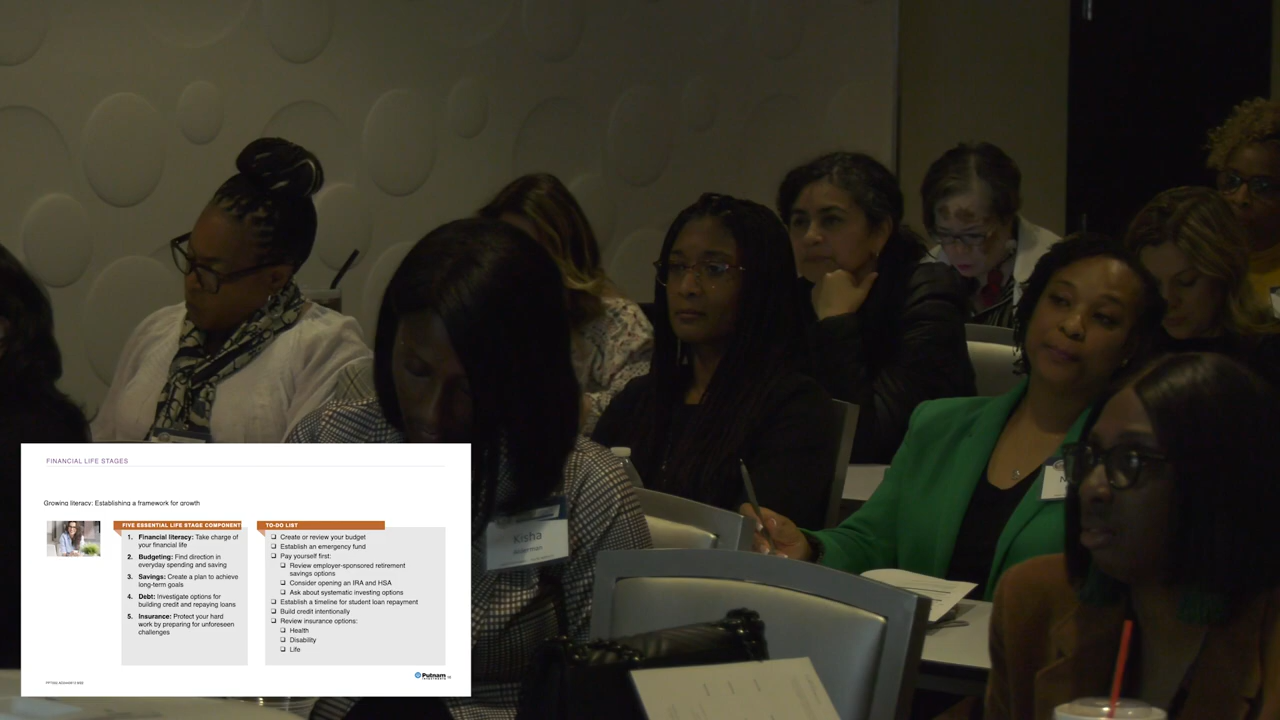 FINANCIAL LIFE STAGES
Growing literacy: Establishing a framework for growth
FIVE ESSENTIAL LIFE STAGE COMPONENT
1. Financial literacy: Take charge of
your financial life
2. Budgeting: Find direction in
everyday spending and saving
3. Savings: Create a plan to achieve
long-term goals
4. Debt: Investigate options for
building credit and repaying loans
5. Insurance: Protect your hard
work by preparing for unforeseen
challenges
TO-DO LIST
❑ Create or review your budget
❑ Establish an emergency fund
❑ Pay yourself first:
❑ Review employer-sponsored retirement
savings options
❑ Consider opening an IRA and HSA
❑ Ask about systematic investing options
❑ Establish a timeline for student loan repayment
❑ Build credit intentionally
❑ Review insurance options:
❑ Health
❑ Disability
❑ Life
Putnam
INVESTMENTS
Kisha